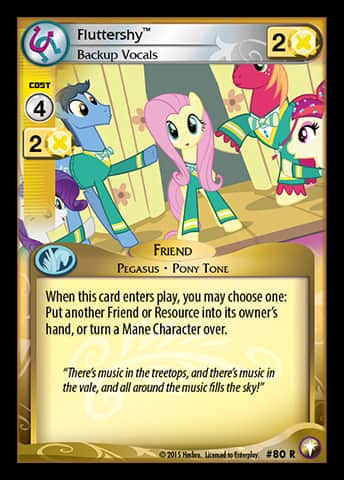 Fluttershy™
Backup Vocals
2
COST
4
2
FRIEND
PEGASUS • PONY TONE
When this card enters play, you may choose one:
Put another Friend or Resource into its owner's
hand, or turn a Mane Character over.
"There's music in the treetops, and there's music in
the vale, and all around the music fills the sky!"
© 2015 Hasbro. Licensed to Enterplay.
#80 R